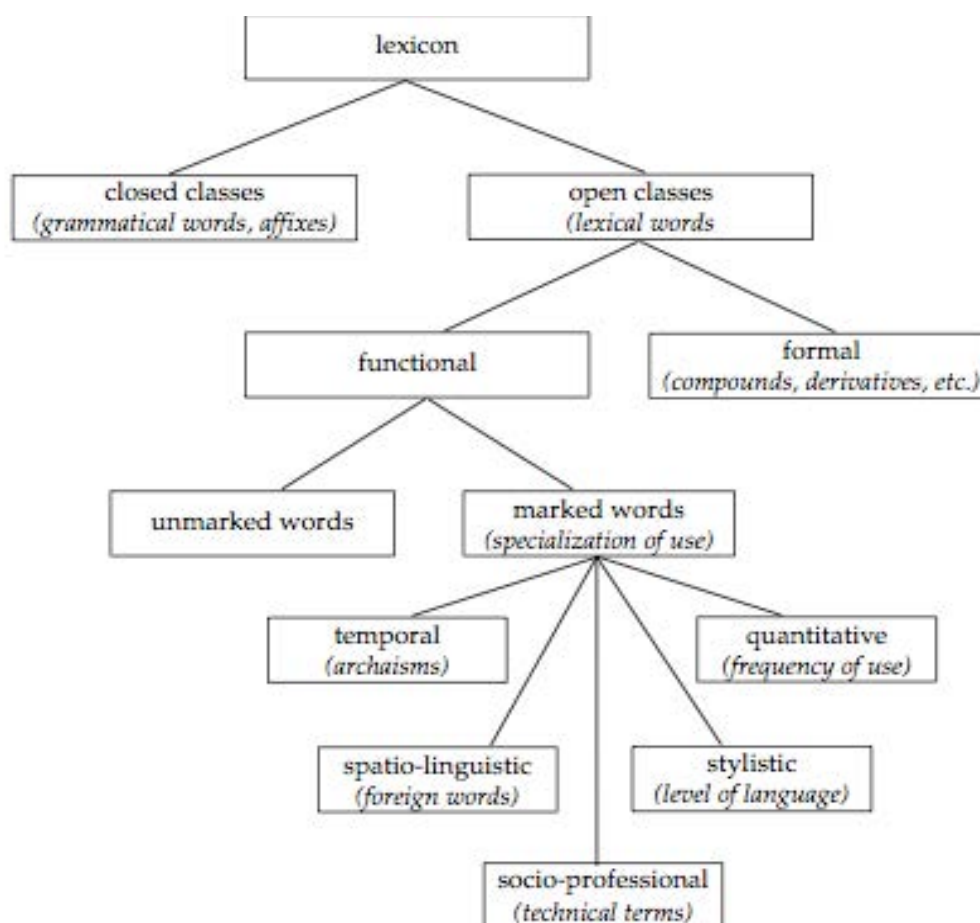 lexicon
closed classes
(grammatical words, affixes)
open classes
(lexical words
functional
formal
(compounds, derivatives, etc.)
unmarked words
marked words
(specialization of use)
temporal
(archaisms)
quantitative
(frequency of use)
spatio-linguistic
(foreign words)
stylistic
(level of language)
socio-professional
(technical terms)